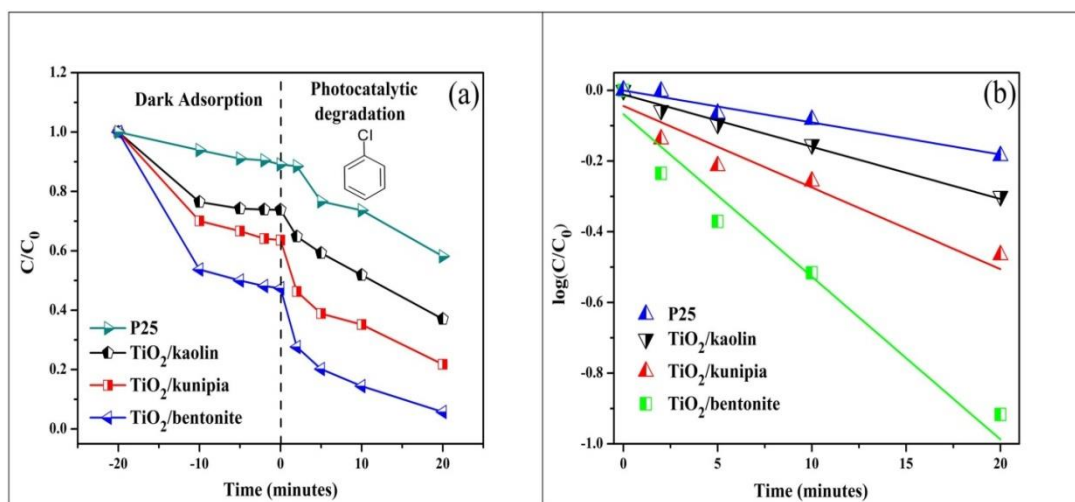 (a)
Dark Adsorption
Photocatalytic
degradation
Cl
1.2
1.0
0.8
0.6
0.4
0.2
0.0
C/C0
P25
TiO2/kaolin
TiO2/kunipia
TiO2/bentonite
-20 -10 0 10 20
Time (minutes)
(b)
0.0
-0.2
-0.4
-0.6
-0.8
-1.0
log(C/C0)
P25
TiO2/kaolin
TiO2/kunipia
TiO2/bentonite
0 5 10 15 20
Time (minutes)